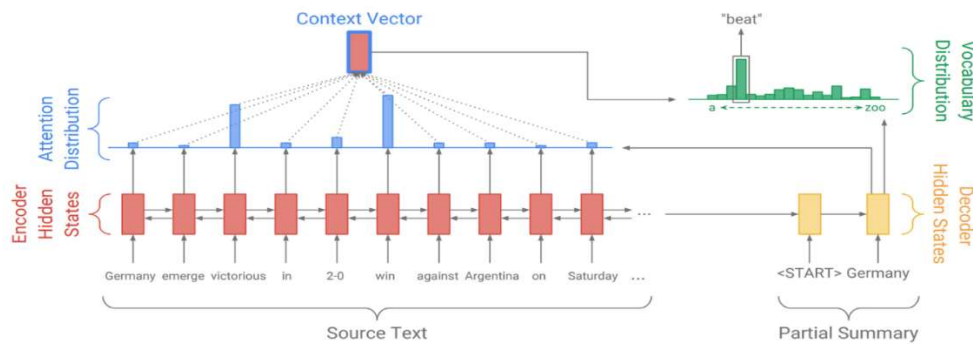 Context Vector
"beat"
Attention
Distribution
a
zoo
Vocabulary
Distribution
Encoder
Hidden
States
...
Decoder
Hidden States
Germany emerge victorious in 2-0 win against Argentina on Saturday ...
<START> Germany
Source Text
Partial Summary